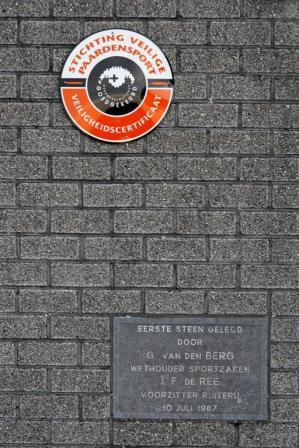 STICHTING VEILIGE
PAARDENSPORT
GOEDGEKEURD
VEILIGHEIDSCERTIFICAAT
EERSTE STEEN GELEGD
DOOR
G. VAN DEN BERG
WETHOUDER SPORTZAKEN
J. F. DE REE
VOORZITTER RUITERIJ
10 JULI 1987